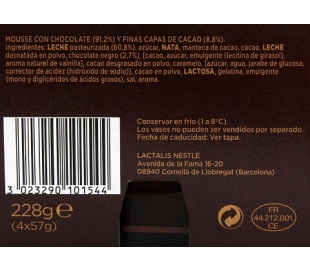 MOUSSE CON CHOCOLATE (91,2%) Y FINAS CAPAS DE CACAO (8,8%).
Ingredientes: LECHE pasteurizada (60,8%), azúcar, NATA, manteca de cacao, cacao, LECHE
desnatada en polvo, chocolate negro (2,7%), [cacao, azúcar, emulgente (lecitina de girasol),
aroma natural de vainilla], cacao desgrasado en polvo, caramelo (azúcar, agua, jarabe de glucosa,
corrector de acidez (hidróxido de sodio)), cacao en polvo, LACTOSA, gelatina, emulgente
(mono y diglicéridos de ácidos grasos), aroma.
Conservar en frío (1 a 8°C).
Los vasos no pueden ser vendidos por separado.
Fecha de caducidad: Ver tapa.
LACTALIS NESTLÉ
Avenida de la Fama 16-20
08940 Cornellà de Llobregat (Barcelona)
3 023290 101544
228g e
(4x57g)
FR
44.212.001
CE